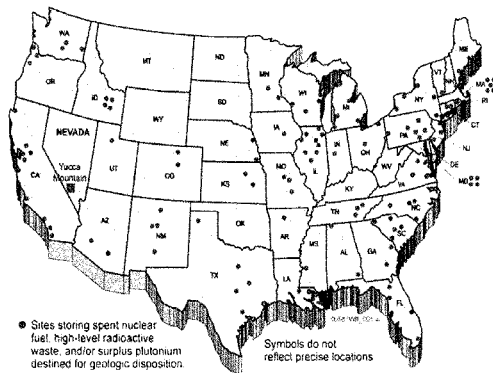 WA
MT
ND
MN
ME
OR
ID
SD
WI
MI
VT
NH
NY
MA
RI
CT
WY
IA
PA
NJ
NEVADA
NE
IN
OH
DE
Yucca
Mountain
UT
CO
KS
MO
IL
WV
VA
MD
KY
CA
AZ
NM
OK
AR
TN
NC
SC
TX
LA
MS
AL
GA
FL
Sites storing spent nuclear
fuel, high-level radioactive
waste, and/or surplus plutonium
destined for geologic disposition.
Symbols do not
reflect precise locations